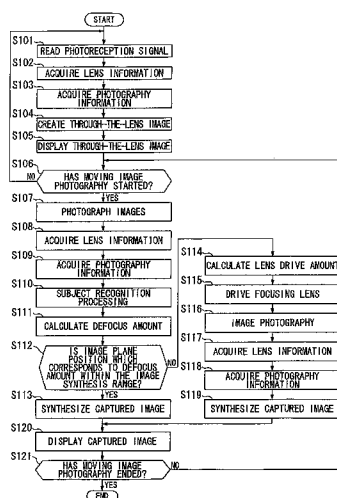 START
S101
READ PHOTORECEPTION SIGNAL
S102
ACQUIRE LENS INFORMATION
S103
ACQUIRE PHOTOGRAPHY
INFORMATION
S104
CREATE THROUGH-THE-LENS IMAGE
S105
DISPLAY THROUGH-THE-LENS IMAGE
S106
HAS MOVING IMAGE
PHOTOGRAPHY STARTED?
NO
YES
S107
PHOTOGRAPH IMAGES
S108
ACQUIRE LENS INFORMATION
S109
ACQUIRE PHOTOGRAPHY
INFORMATION
S110
SUBJECT RECOGNITION
PROCESSING
S111
CALCULATE DEFOCUS AMOUNT
S112
IS IMAGE PLANE
POSITION WHICH
CORRESPONDS TO DEFOCUS
AMOUNT WITHIN THE IMAGE
SYNTHESIS RANGE?
NO
YES
S113
SYNTHESIZE CAPTURED IMAGE
S114
CALCULATE LENS DRIVE AMOUNT
S115
DRIVE FOCUSING LENS
S116
IMAGE PHOTOGRAPHY
S117
ACQUIRE LENS INFORMATION
S118
ACQUIRE PHOTOGRAPHY
INFORMATION
S119
SYNTHESIZE CAPTURED IMAGE
S120
DISPLAY CAPTURED IMAGE
S121
HAS MOVING IMAGE
PHOTOGRAPHY ENDED?
NO
YES
END